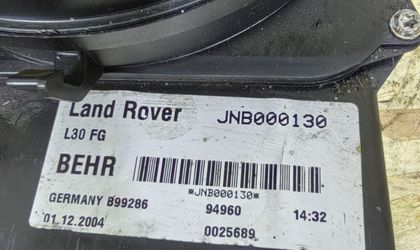 Land Rover JNB000130
L30 FG
BEHR
*JNB000130*
GERMANY B99286 94960 14:32
01.12.2004 0025689